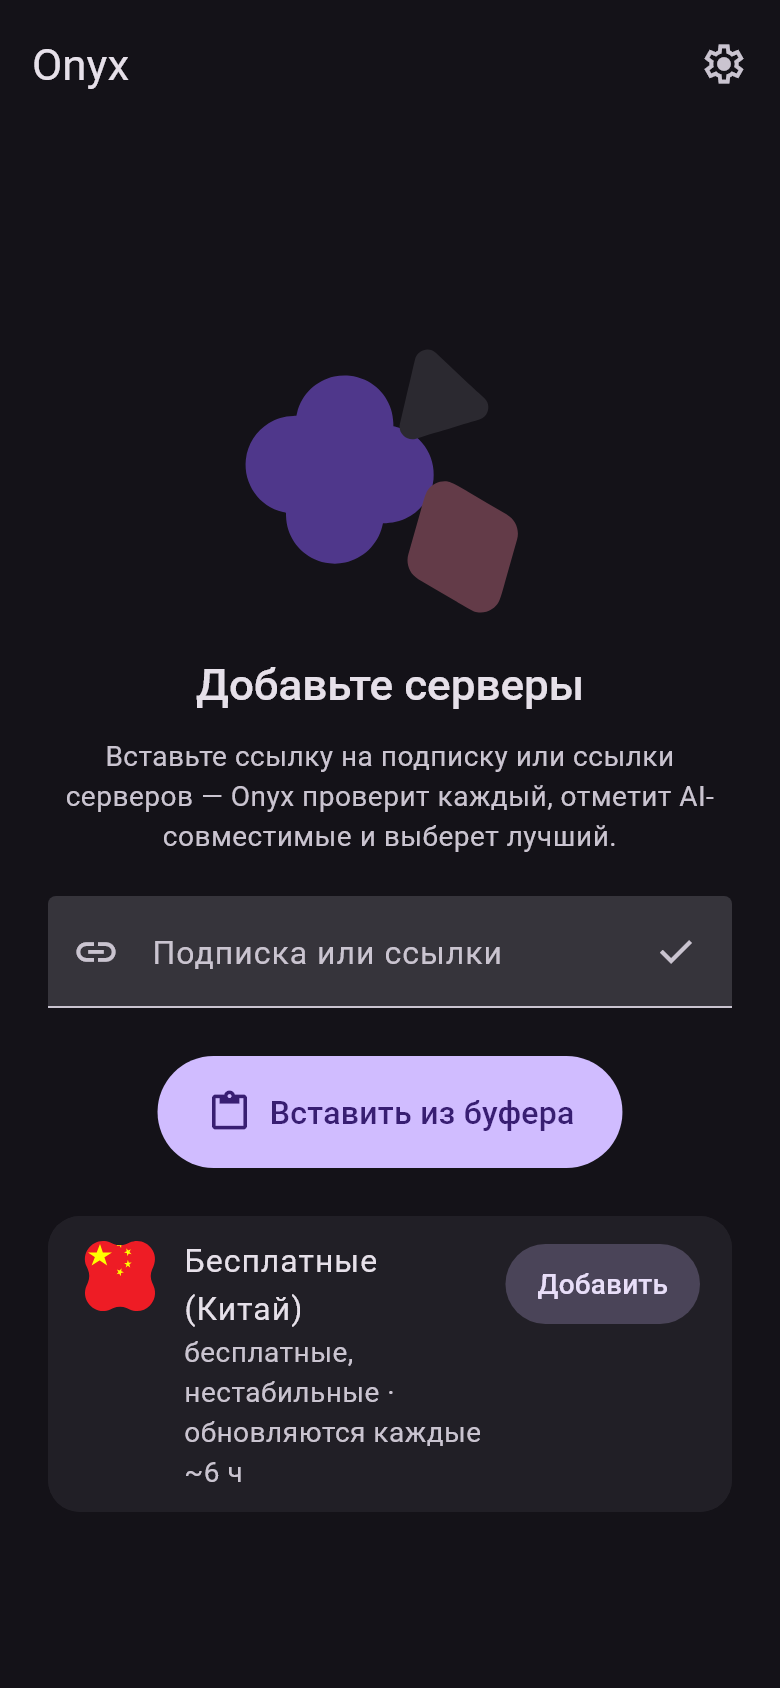 Onyx
Добавьте серверы
Вставьте ссылку на подписку или ссылки
серверов — Onyx проверит каждый, отметит AI-
совместимые и выберет лучший.
Подписка или ссылки
Вставить из буфера
Бесплатные
(Китай)
Добавить
бесплатные,
нестабильные ·
обновляются каждые
~6 ч